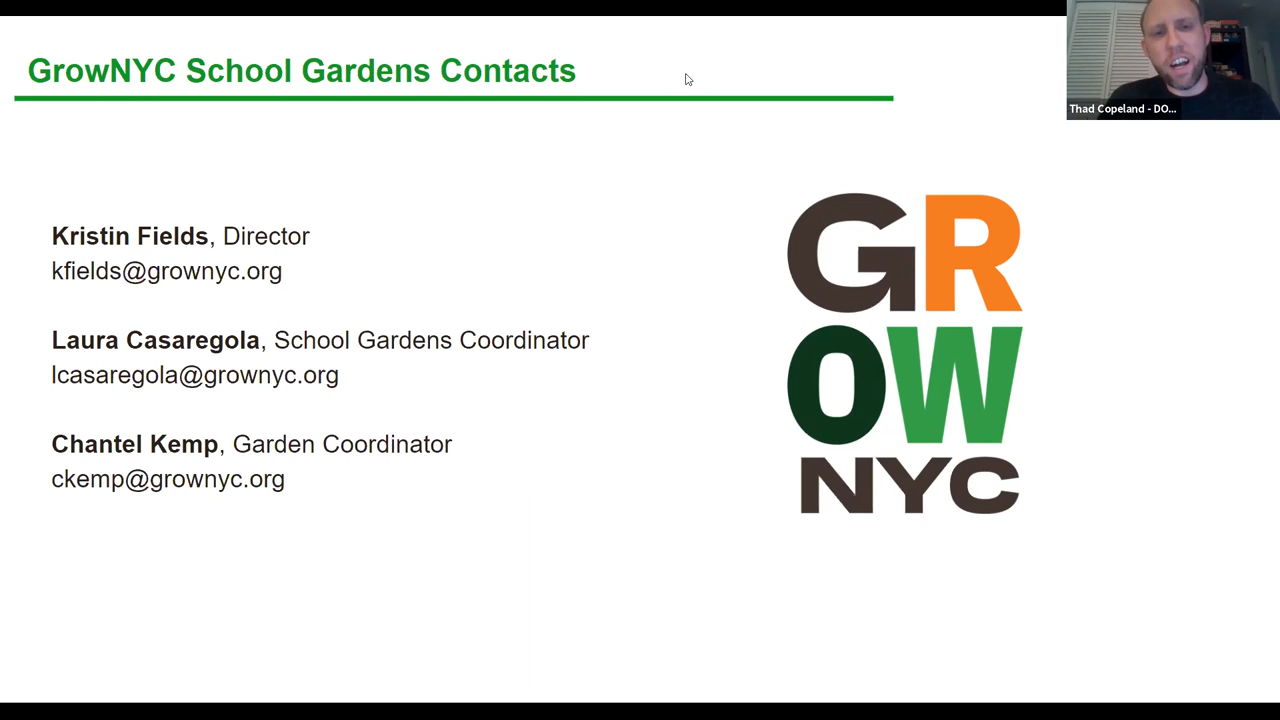 GrowNYC School Gardens Contacts
Thad Copeland - DO...
Kristin Fields, Director
kfields@grownyc.org
Laura Casaregola, School Gardens Coordinator
lcasaregola@grownyc.org
Chantel Kemp, Garden Coordinator
ckemp@grownyc.org
GR
OW
NYC